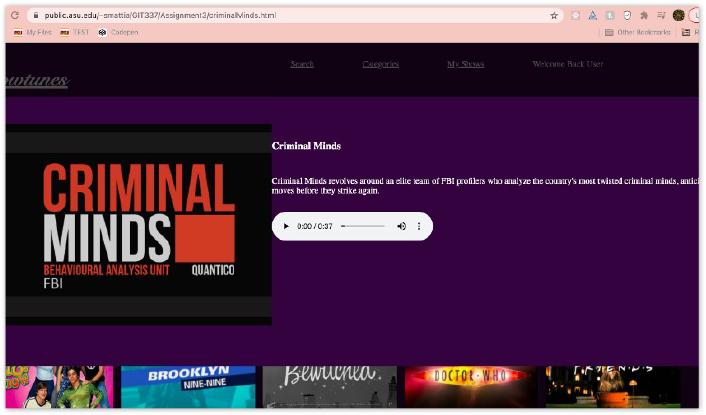 public.asu.edu/~smattia/GIT337/Assignment3/criminalMinds.html
My Files TEST Codepen Other Bookmarks
Search Categories My Shows Welcome Back User
owtunes
CRIMINAL
MINDS
BEHAVIOURAL ANALYSIS UNIT QUANTICO
FBI
Criminal Minds
Criminal Minds revolves around an elite team of FBI profilers who analyze the country's most twisted criminal minds, antici
moves before they strike again.
0:00 / 0:37
BROOKLYN
NINE-NINE
Bewitched
DOCTOR·WHO
FRIENDS